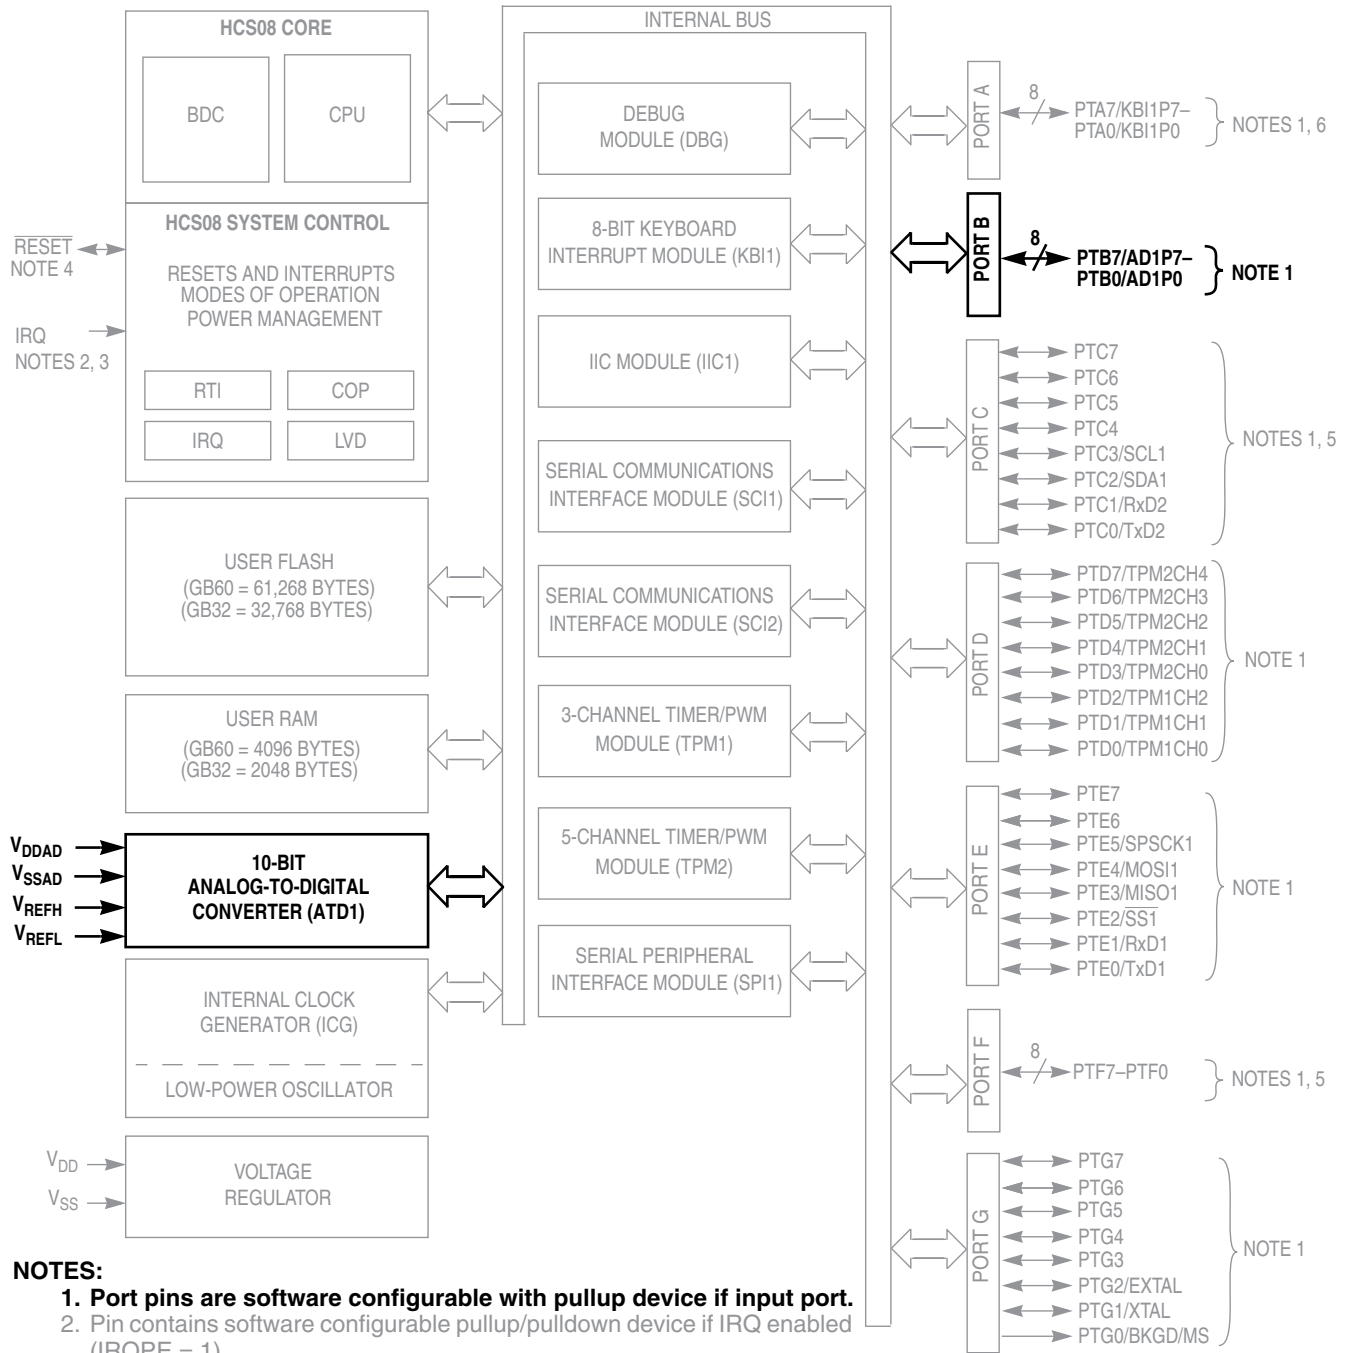 HCS08 CORE
BDC
CPU
HCS08 SYSTEM CONTROL
RESETS AND INTERRUPTS
MODES OF OPERATION
POWER MANAGEMENT
RTI
COP
IRQ
LVD
RESET
NOTE 4
IRQ
NOTES 2, 3
USER FLASH
(GB60 = 61,268 BYTES)
(GB32 = 32,768 BYTES)
USER RAM
(GB60 = 4096 BYTES)
(GB32 = 2048 BYTES)
VDDAD
VSSAD
VREFH
VREFL
10-BIT
ANALOG-TO-DIGITAL
CONVERTER (ATD1)
INTERNAL CLOCK
GENERATOR (ICG)
LOW-POWER OSCILLATOR
VDD
VSS
VOLTAGE
REGULATOR
INTERNAL BUS
DEBUG
MODULE (DBG)
8-BIT KEYBOARD
INTERRUPT MODULE (KBI1)
IIC MODULE (IIC1)
SERIAL COMMUNICATIONS
INTERFACE MODULE (SCI1)
SERIAL COMMUNICATIONS
INTERFACE MODULE (SCI2)
3-CHANNEL TIMER/PWM
MODULE (TPM1)
5-CHANNEL TIMER/PWM
MODULE (TPM2)
SERIAL PERIPHERAL
INTERFACE MODULE (SPI1)
PORT A
8
PTA7/KBI1P7–
PTA0/KBI1P0
NOTES 1, 6
PORT B
8
PTB7/AD1P7–
PTB0/AD1P0
NOTE 1
PORT C
PTC7
PTC6
PTC5
PTC4
PTC3/SCL1
PTC2/SDA1
PTC1/RxD2
PTC0/TxD2
NOTES 1, 5
PORT D
PTD7/TPM2CH4
PTD6/TPM2CH3
PTD5/TPM2CH2
PTD4/TPM2CH1
PTD3/TPM2CH0
PTD2/TPM1CH2
PTD1/TPM1CH1
PTD0/TPM1CH0
NOTE 1
PORT E
PTE7
PTE6
PTE5/SPSCK1
PTE4/MOSI1
PTE3/MISO1
PTE2/SS1
PTE1/RxD1
PTE0/TxD1
NOTE 1
PORT F
8
PTF7–PTF0
NOTES 1, 5
PORT G
PTG7
PTG6
PTG5
PTG4
PTG3
PTG2/EXTAL
PTG1/XTAL
PTG0/BKGD/MS
NOTE 1
NOTES:
1. Port pins are software configurable with pullup device if input port.
2. Pin contains software configurable pullup/pulldown device if IRQ enabled
(IRQPE = 1)